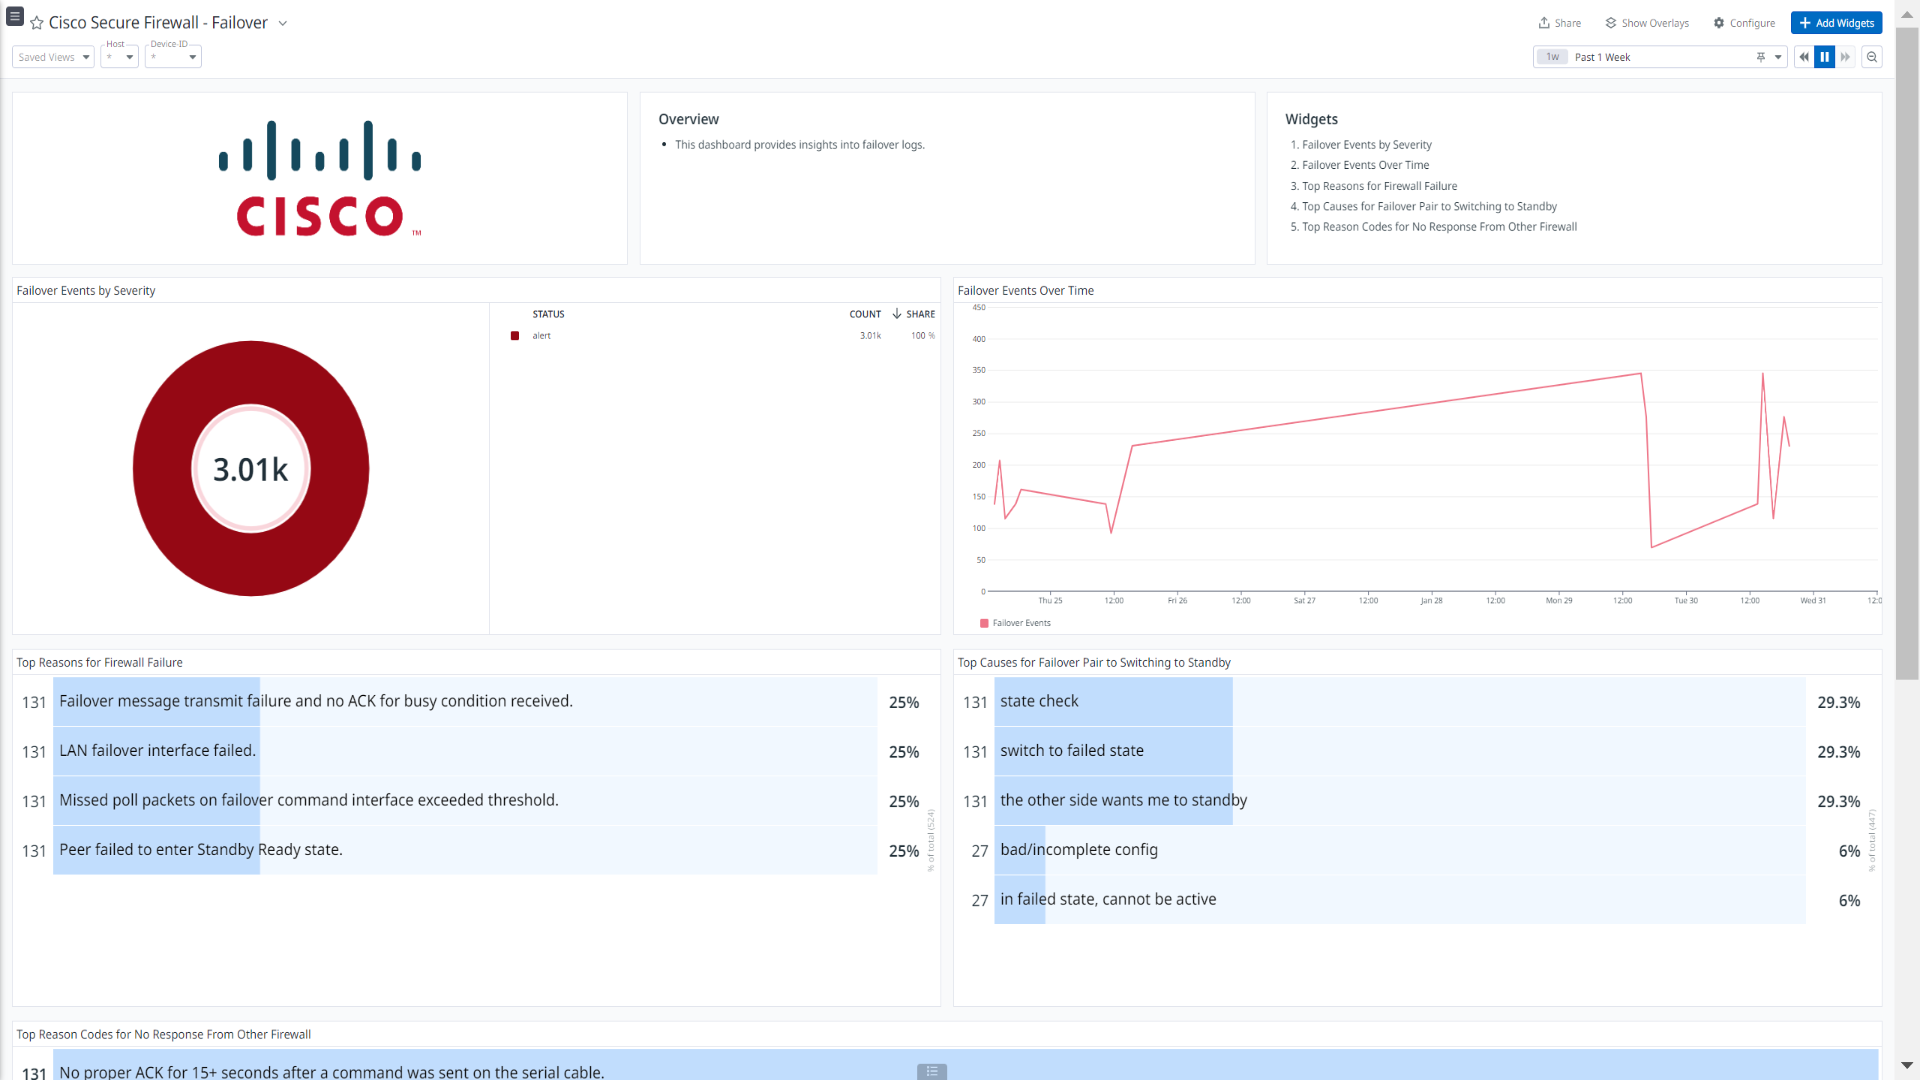 Cisco Secure Firewall - Failover
Share
Show Overlays
Configure
Add Widgets
Saved Views
Host
*
Device-ID
*
1w Past 1 Week
CISCO ™
Overview
• This dashboard provides insights into failover logs.
Widgets
1. Failover Events by Severity
2. Failover Events Over Time
3. Top Reasons for Firewall Failure
4. Top Causes for Failover Pair to Switching to Standby
5. Top Reason Codes for No Response From Other Firewall
Failover Events by Severity
STATUS COUNT SHARE
alert 3.01k 100 %
3.01k
Failover Events Over Time
450
400
350
300
250
200
150
100
50
0
Thu 25 12:00 Fri 26 12:00 Sat 27 12:00 Jan 28 12:00 Mon 29 12:00 Tue 30 12:00 Wed 31 12:0
Failover Events
Top Reasons for Firewall Failure
131 Failover message transmit failure and no ACK for busy condition received. 25%
131 LAN failover interface failed. 25%
131 Missed poll packets on failover command interface exceeded threshold. 25%
131 Peer failed to enter Standby Ready state. 25%
% of total (524)
Top Causes for Failover Pair to Switching to Standby
131 state check 29.3%
131 switch to failed state 29.3%
131 the other side wants me to standby 29.3%
27 bad/incomplete config 6%
27 in failed state, cannot be active 6%
% of total (447)
Top Reason Codes for No Response From Other Firewall
131 No proper ACK for 15+ seconds after a command was sent on the serial cable.